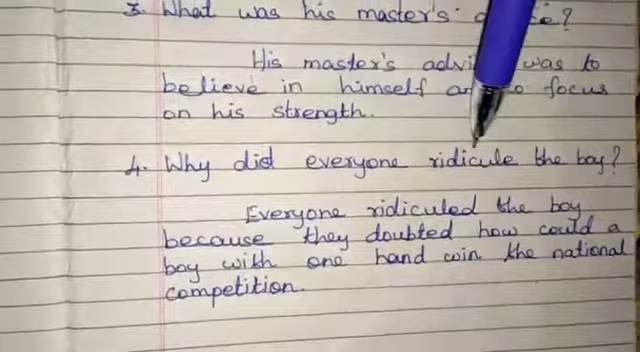 3. What was his master's ?
His master's was to
believe in himself focus
on his strength.
4. Why did everyone ridicule the boy?
Everyone ridiculed the boy
because they doubted how could a
boy with one hand win the national
competition.